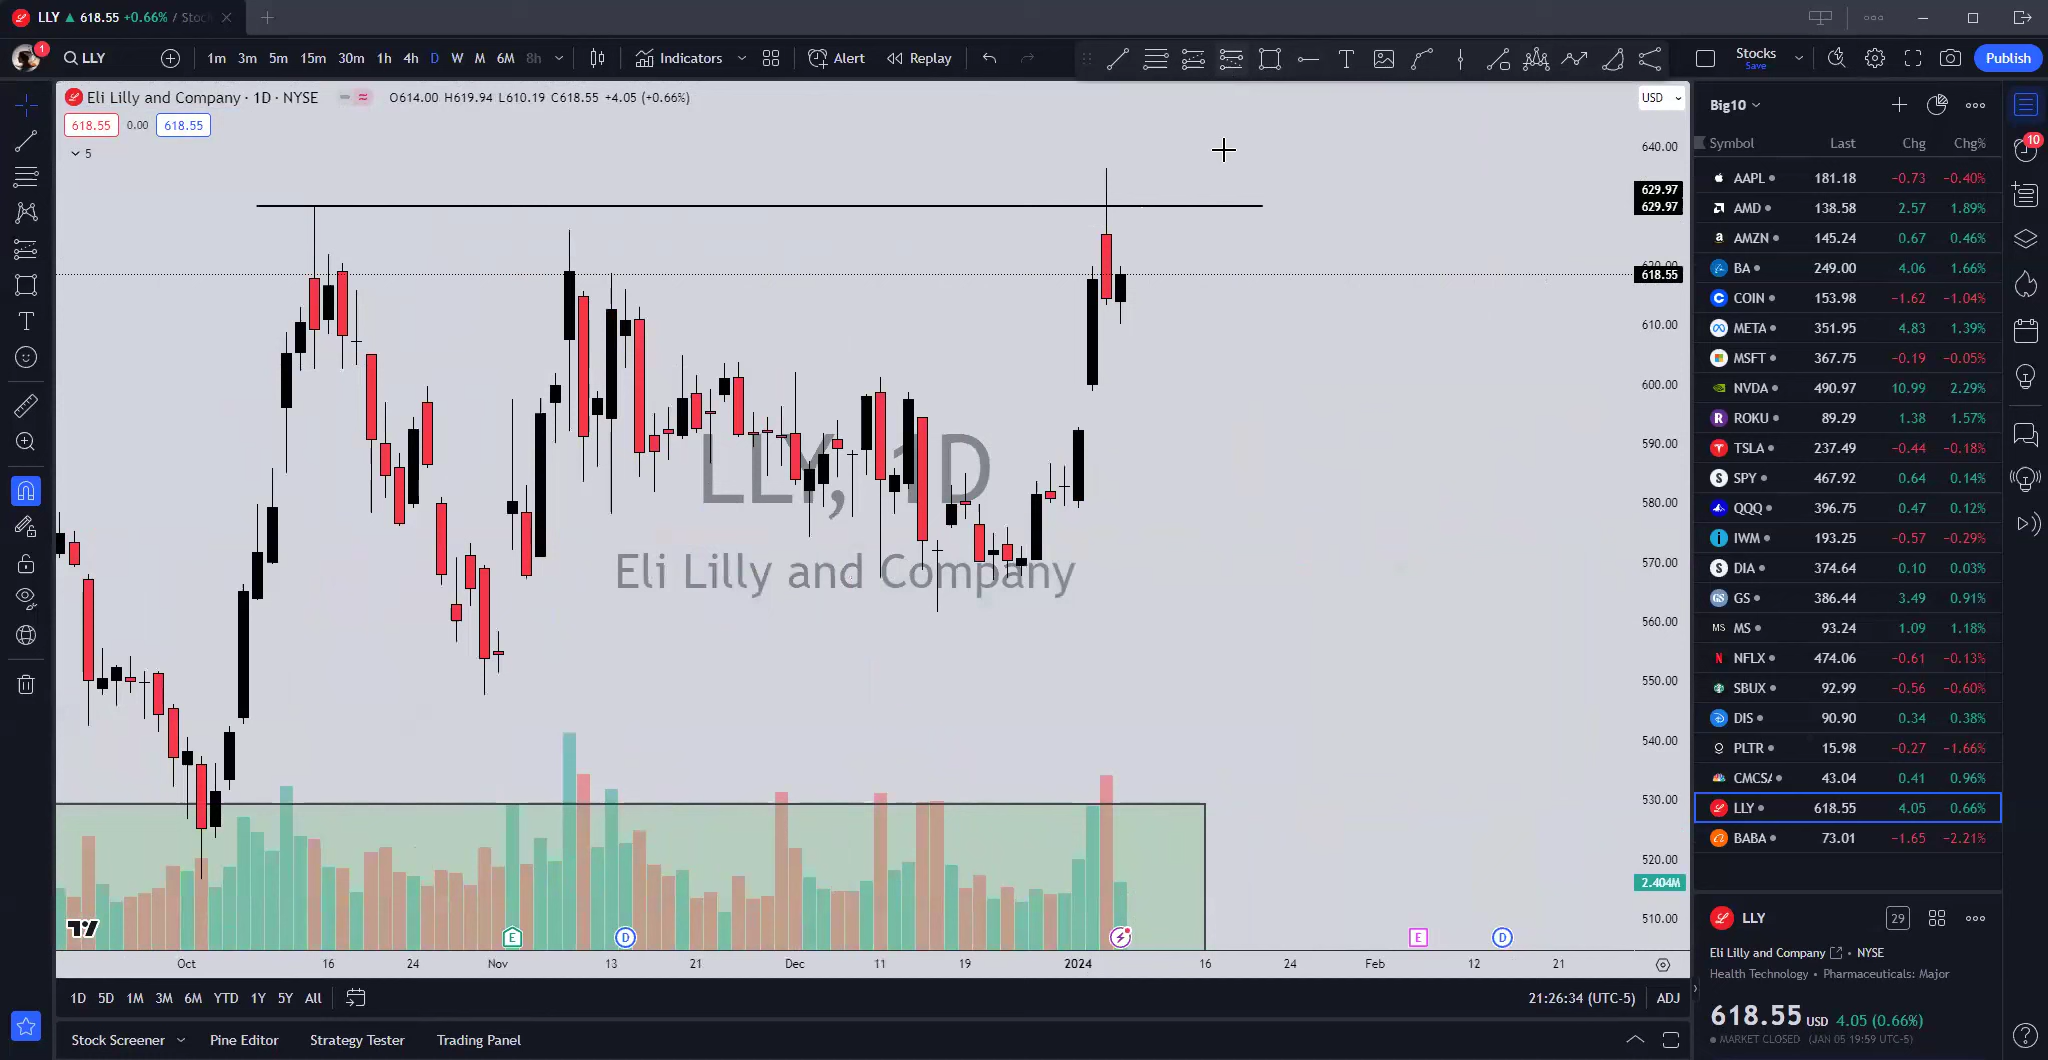 LLY ▲ 618.55 +0.66% / Stoc
1
LLY
1m 3m 5m 15m 30m 1h 4h D W M 6M 8h
Indicators
Alert
Replay
Stocks
Save
Publish
Eli Lilly and Company · 1D · NYSE
O614.00 H619.94 L610.19 C618.55 +4.05 (+0.66%)
618.55 0.00 618.55
5
USD
640.00
629.97
629.97
620.00
618.55
610.00
600.00
590.00
580.00
570.00
560.00
550.00
540.00
530.00
520.00
2.404M
510.00
LLY, 1D
Eli Lilly and Company
E D E D
Oct 16 24 Nov 13 21 Dec 11 19 2024 16 24 Feb 12 21
1D 5D 1M 3M 6M YTD 1Y 5Y All
21:26:34 (UTC-5) ADJ
Stock Screener Pine Editor Strategy Tester Trading Panel
Big10
Symbol Last Chg Chg%
AAPL 181.18 −0.73 −0.40%
AMD 138.58 2.57 1.89%
AMZN 145.24 0.67 0.46%
BA 249.00 4.06 1.66%
COIN 153.98 −1.62 −1.04%
META 351.95 4.83 1.39%
MSFT 367.75 −0.19 −0.05%
NVDA 490.97 10.99 2.29%
ROKU 89.29 1.38 1.57%
TSLA 237.49 −0.44 −0.18%
SPY 467.92 0.64 0.14%
QQQ 396.75 0.47 0.12%
IWM 193.25 −0.57 −0.29%
DIA 374.64 0.10 0.03%
GS 386.44 3.49 0.91%
MS MS 93.24 1.09 1.18%
NFLX 474.06 −0.61 −0.13%
SBUX 92.99 −0.56 −0.60%
DIS 90.90 0.34 0.38%
PLTR 15.98 −0.27 −1.66%
CMCSA 43.04 0.41 0.96%
LLY 618.55 4.05 0.66%
BABA 73.01 −1.65 −2.21%
LLY
29
Eli Lilly and Company • NYSE
Health Technology • Pharmaceuticals: Major
618.55 USD 4.05 (0.66%)
MARKET CLOSED (JAN 05 19:59 UTC-5)
10